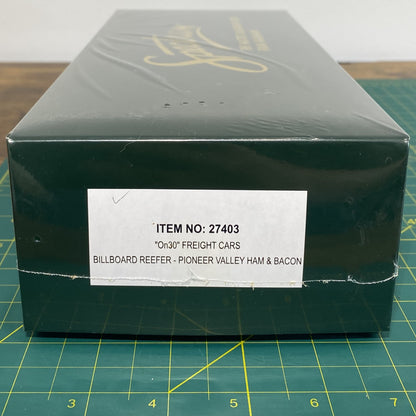 ITEM NO: 27403
"On30" FREIGHT CARS
BILLBOARD REEFER - PIONEER VALLEY HAM & BACON
3 4 5 6 7